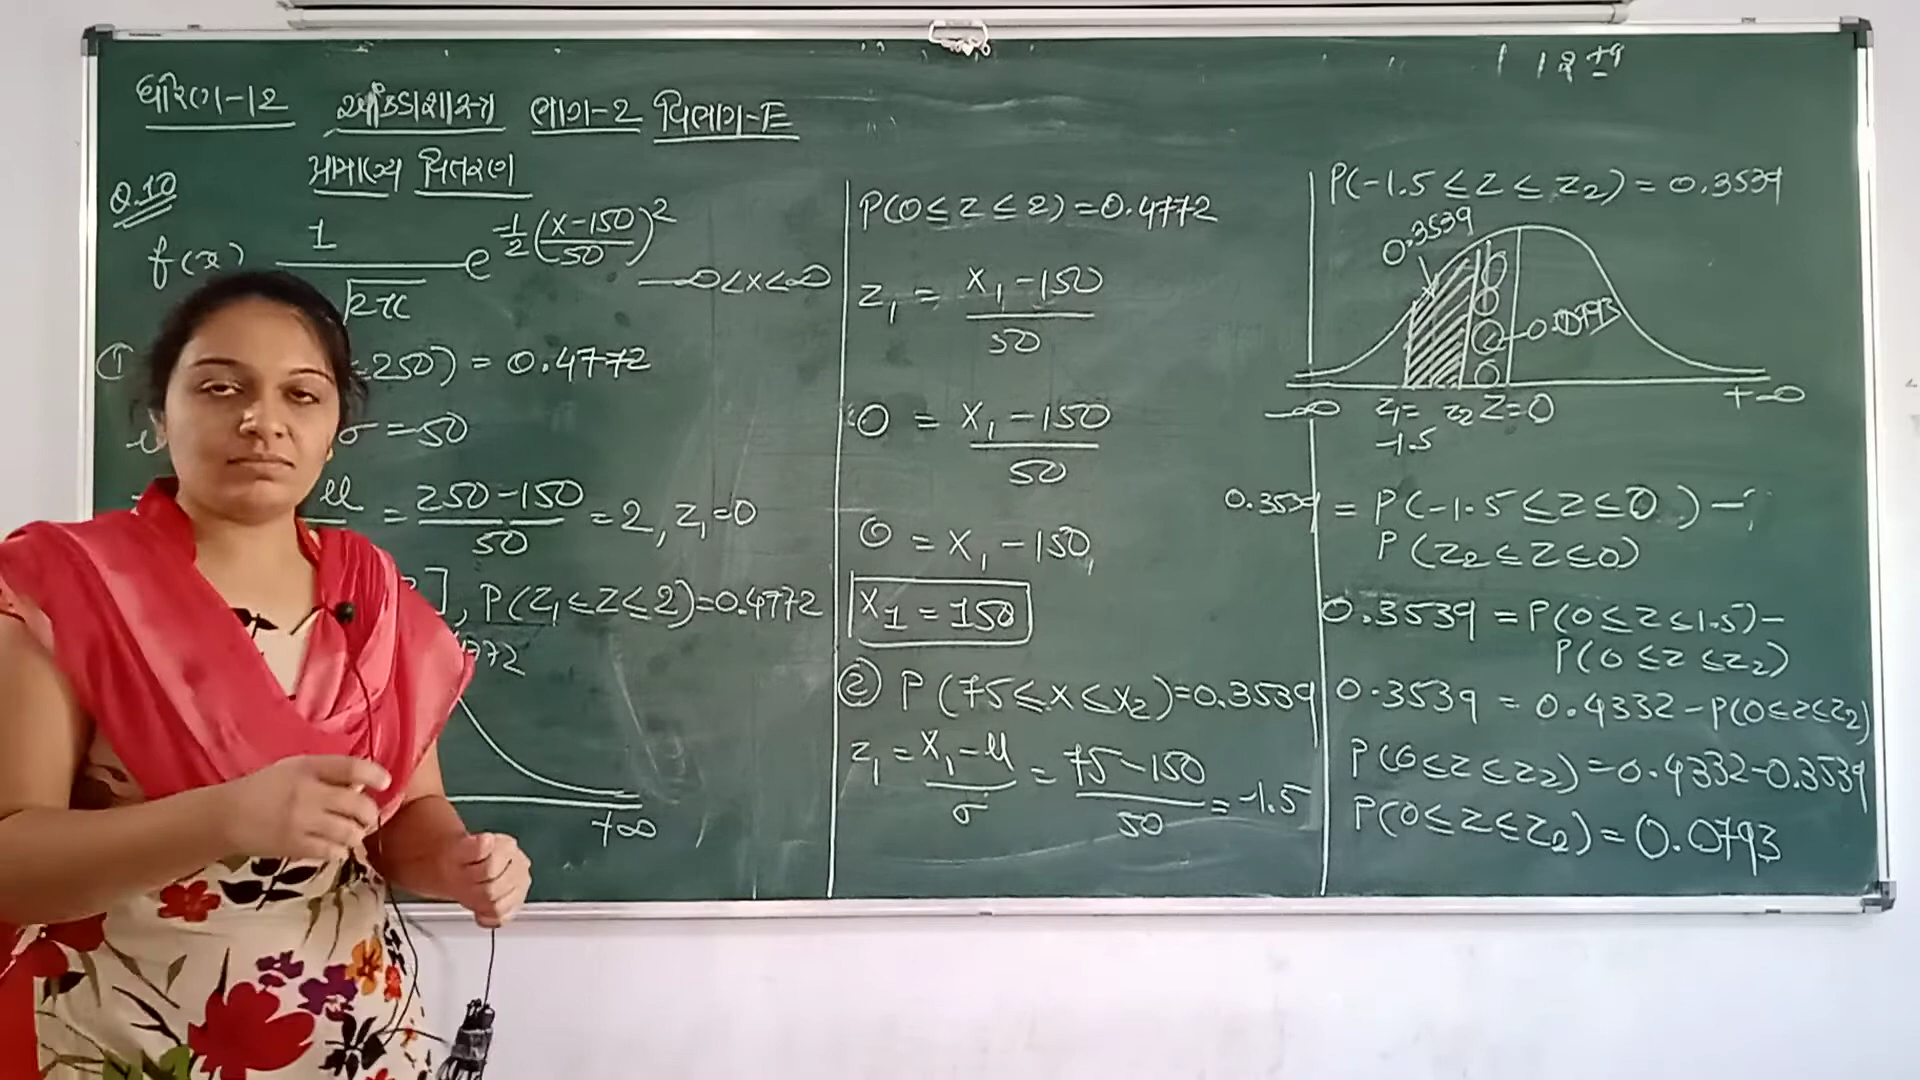 ધોરણ-12 આંકડાશાસ્ત્ર ભાગ-2 વિભાગ-E
પ્રામાણ્ય વિતરણ
Q.10
f(x) 1/√2π e^{-1/2 (x-150/50)^2} -∞<x<∞
① ≤250) = 0.4772
σ = 50
μ = 250-150/50 = 2, z₁=0
], P(z₁≤z≤2)=0.4772
+∞
P(0≤z≤2)=0.4772
z₁ = x₁-150/50
0 = x₁-150/50
0 = x₁-150
x₁ = 150
② P(75≤x≤x₂)=0.3539
z₁ = x₁-μ/σ = 75-150/50 = -1.5
P(-1.5≤z≤z₂)=0.3539
0.3539
0.0793
-∞ z₁= z₂ z=0 +∞
-1.5
0.3539 = P(-1.5≤z≤0) -
P(z₂≤z≤0)
0.3539 = P(0≤z≤1.5)-
P(0≤z≤z₂)
0.3539 = 0.4332-P(0≤z≤z₂)
P(0≤z≤z₂)=0.4332-0.3539
P(0≤z≤z₂)=0.0793